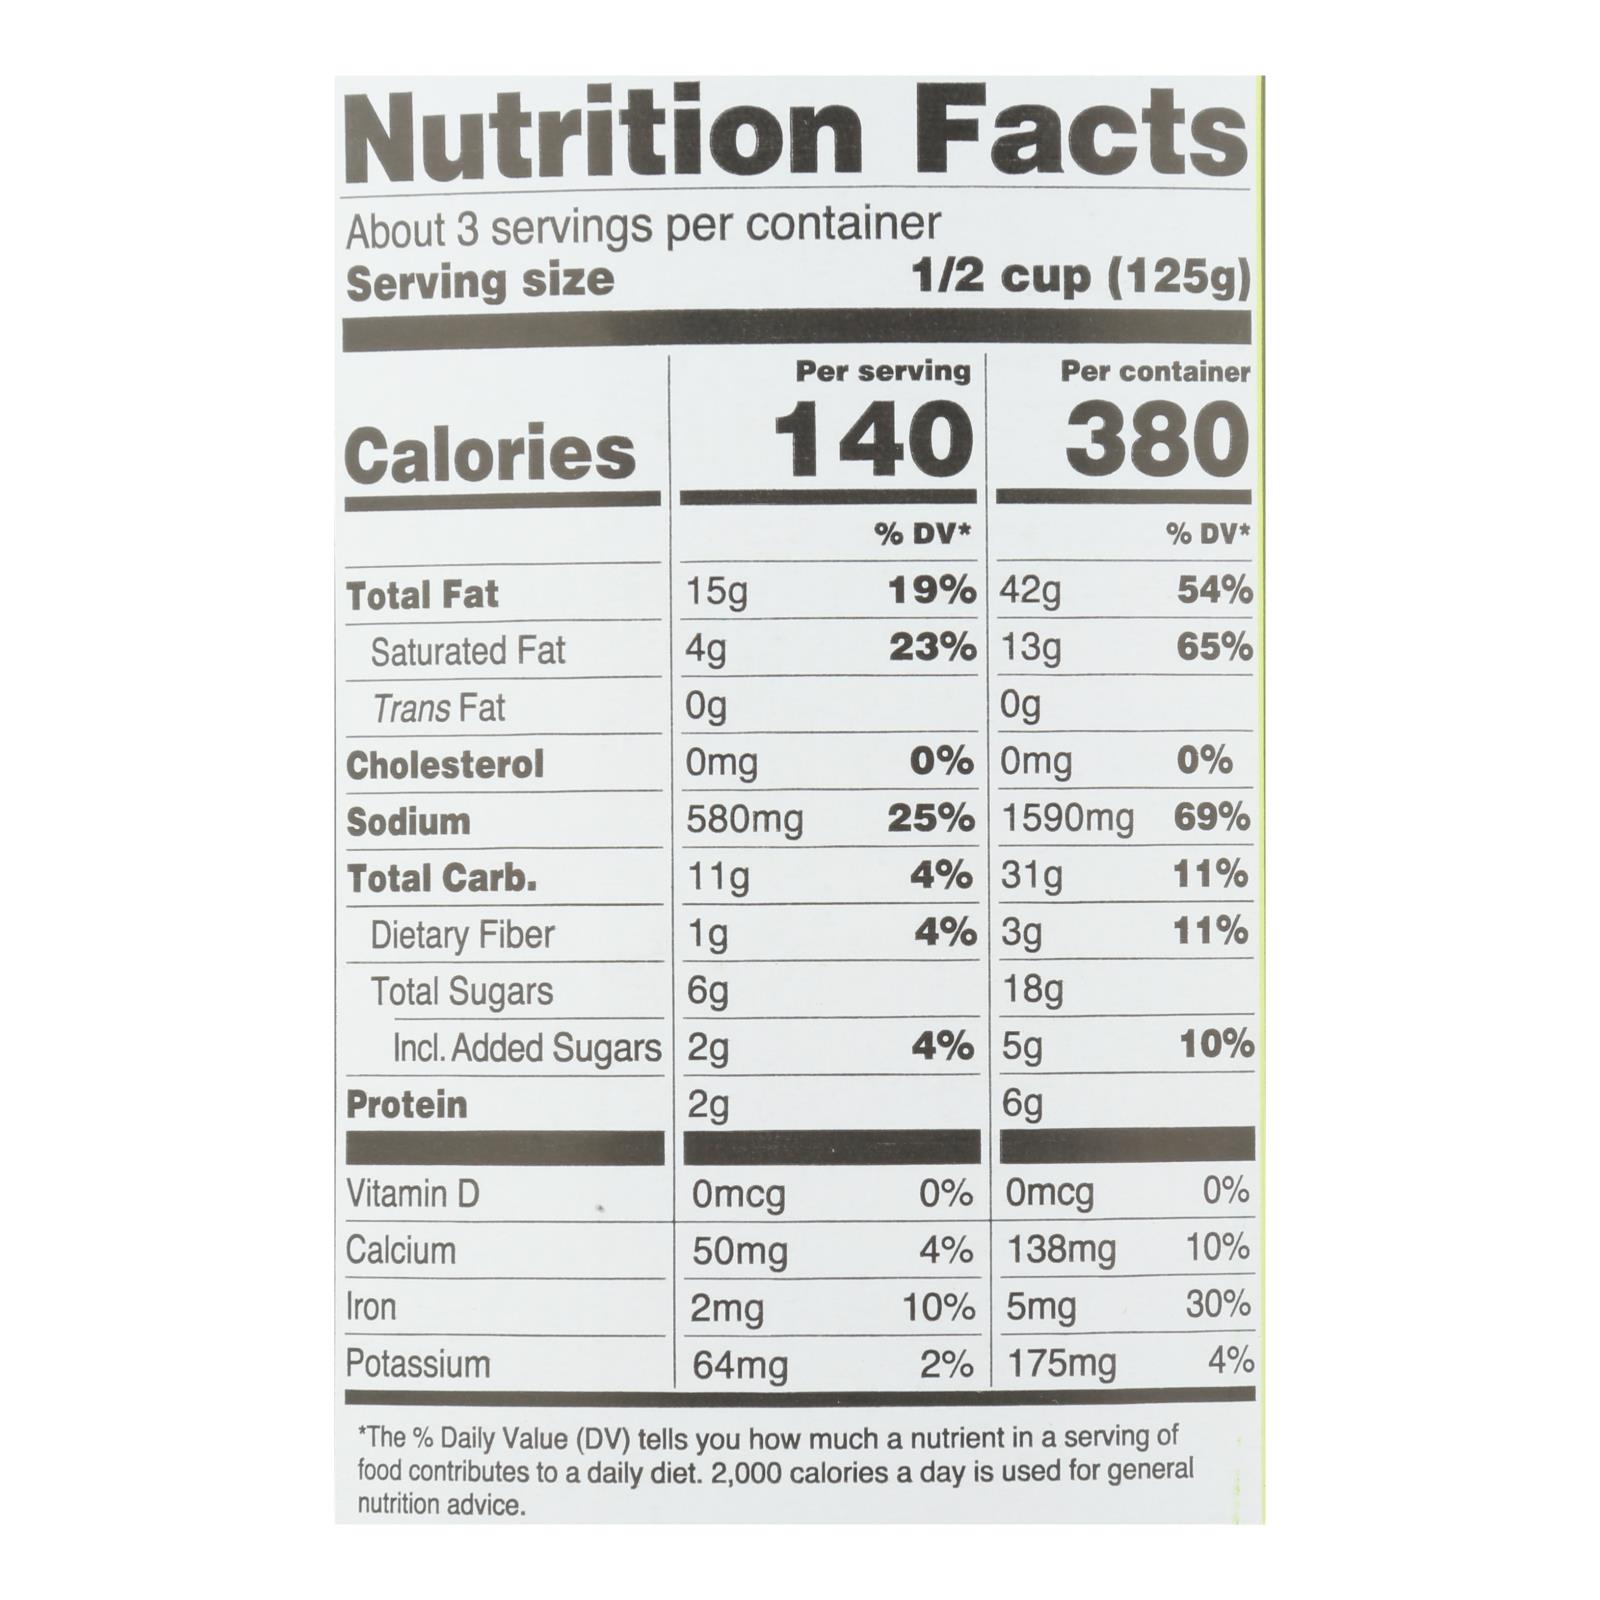 Nutrition Facts
About 3 servings per container
Serving size 1/2 cup (125g)
Per serving Per container
Calories 140 380
% DV* % DV*
Total Fat 15g 19% 42g 54%
Saturated Fat 4g 23% 13g 65%
Trans Fat 0g 0g
Cholesterol 0mg 0% 0mg 0%
Sodium 580mg 25% 1590mg 69%
Total Carb. 11g 4% 31g 11%
Dietary Fiber 1g 4% 3g 11%
Total Sugars 6g 18g
Incl. Added Sugars 2g 4% 5g 10%
Protein 2g 6g
Vitamin D 0mcg 0% 0mcg 0%
Calcium 50mg 4% 138mg 10%
Iron 2mg 10% 5mg 30%
Potassium 64mg 2% 175mg 4%
*The % Daily Value (DV) tells you how much a nutrient in a serving of
food contributes to a daily diet. 2,000 calories a day is used for general
nutrition advice.